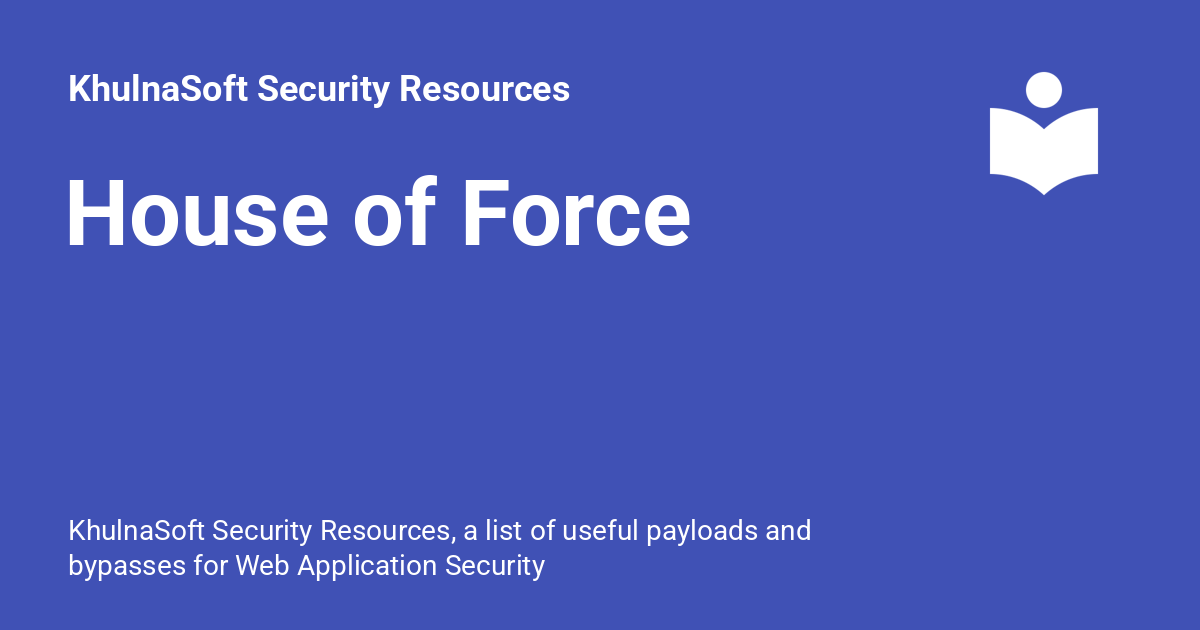 KhulnaSoft Security Resources
House of Force
KhulnaSoft Security Resources, a list of useful payloads and
bypasses for Web Application Security